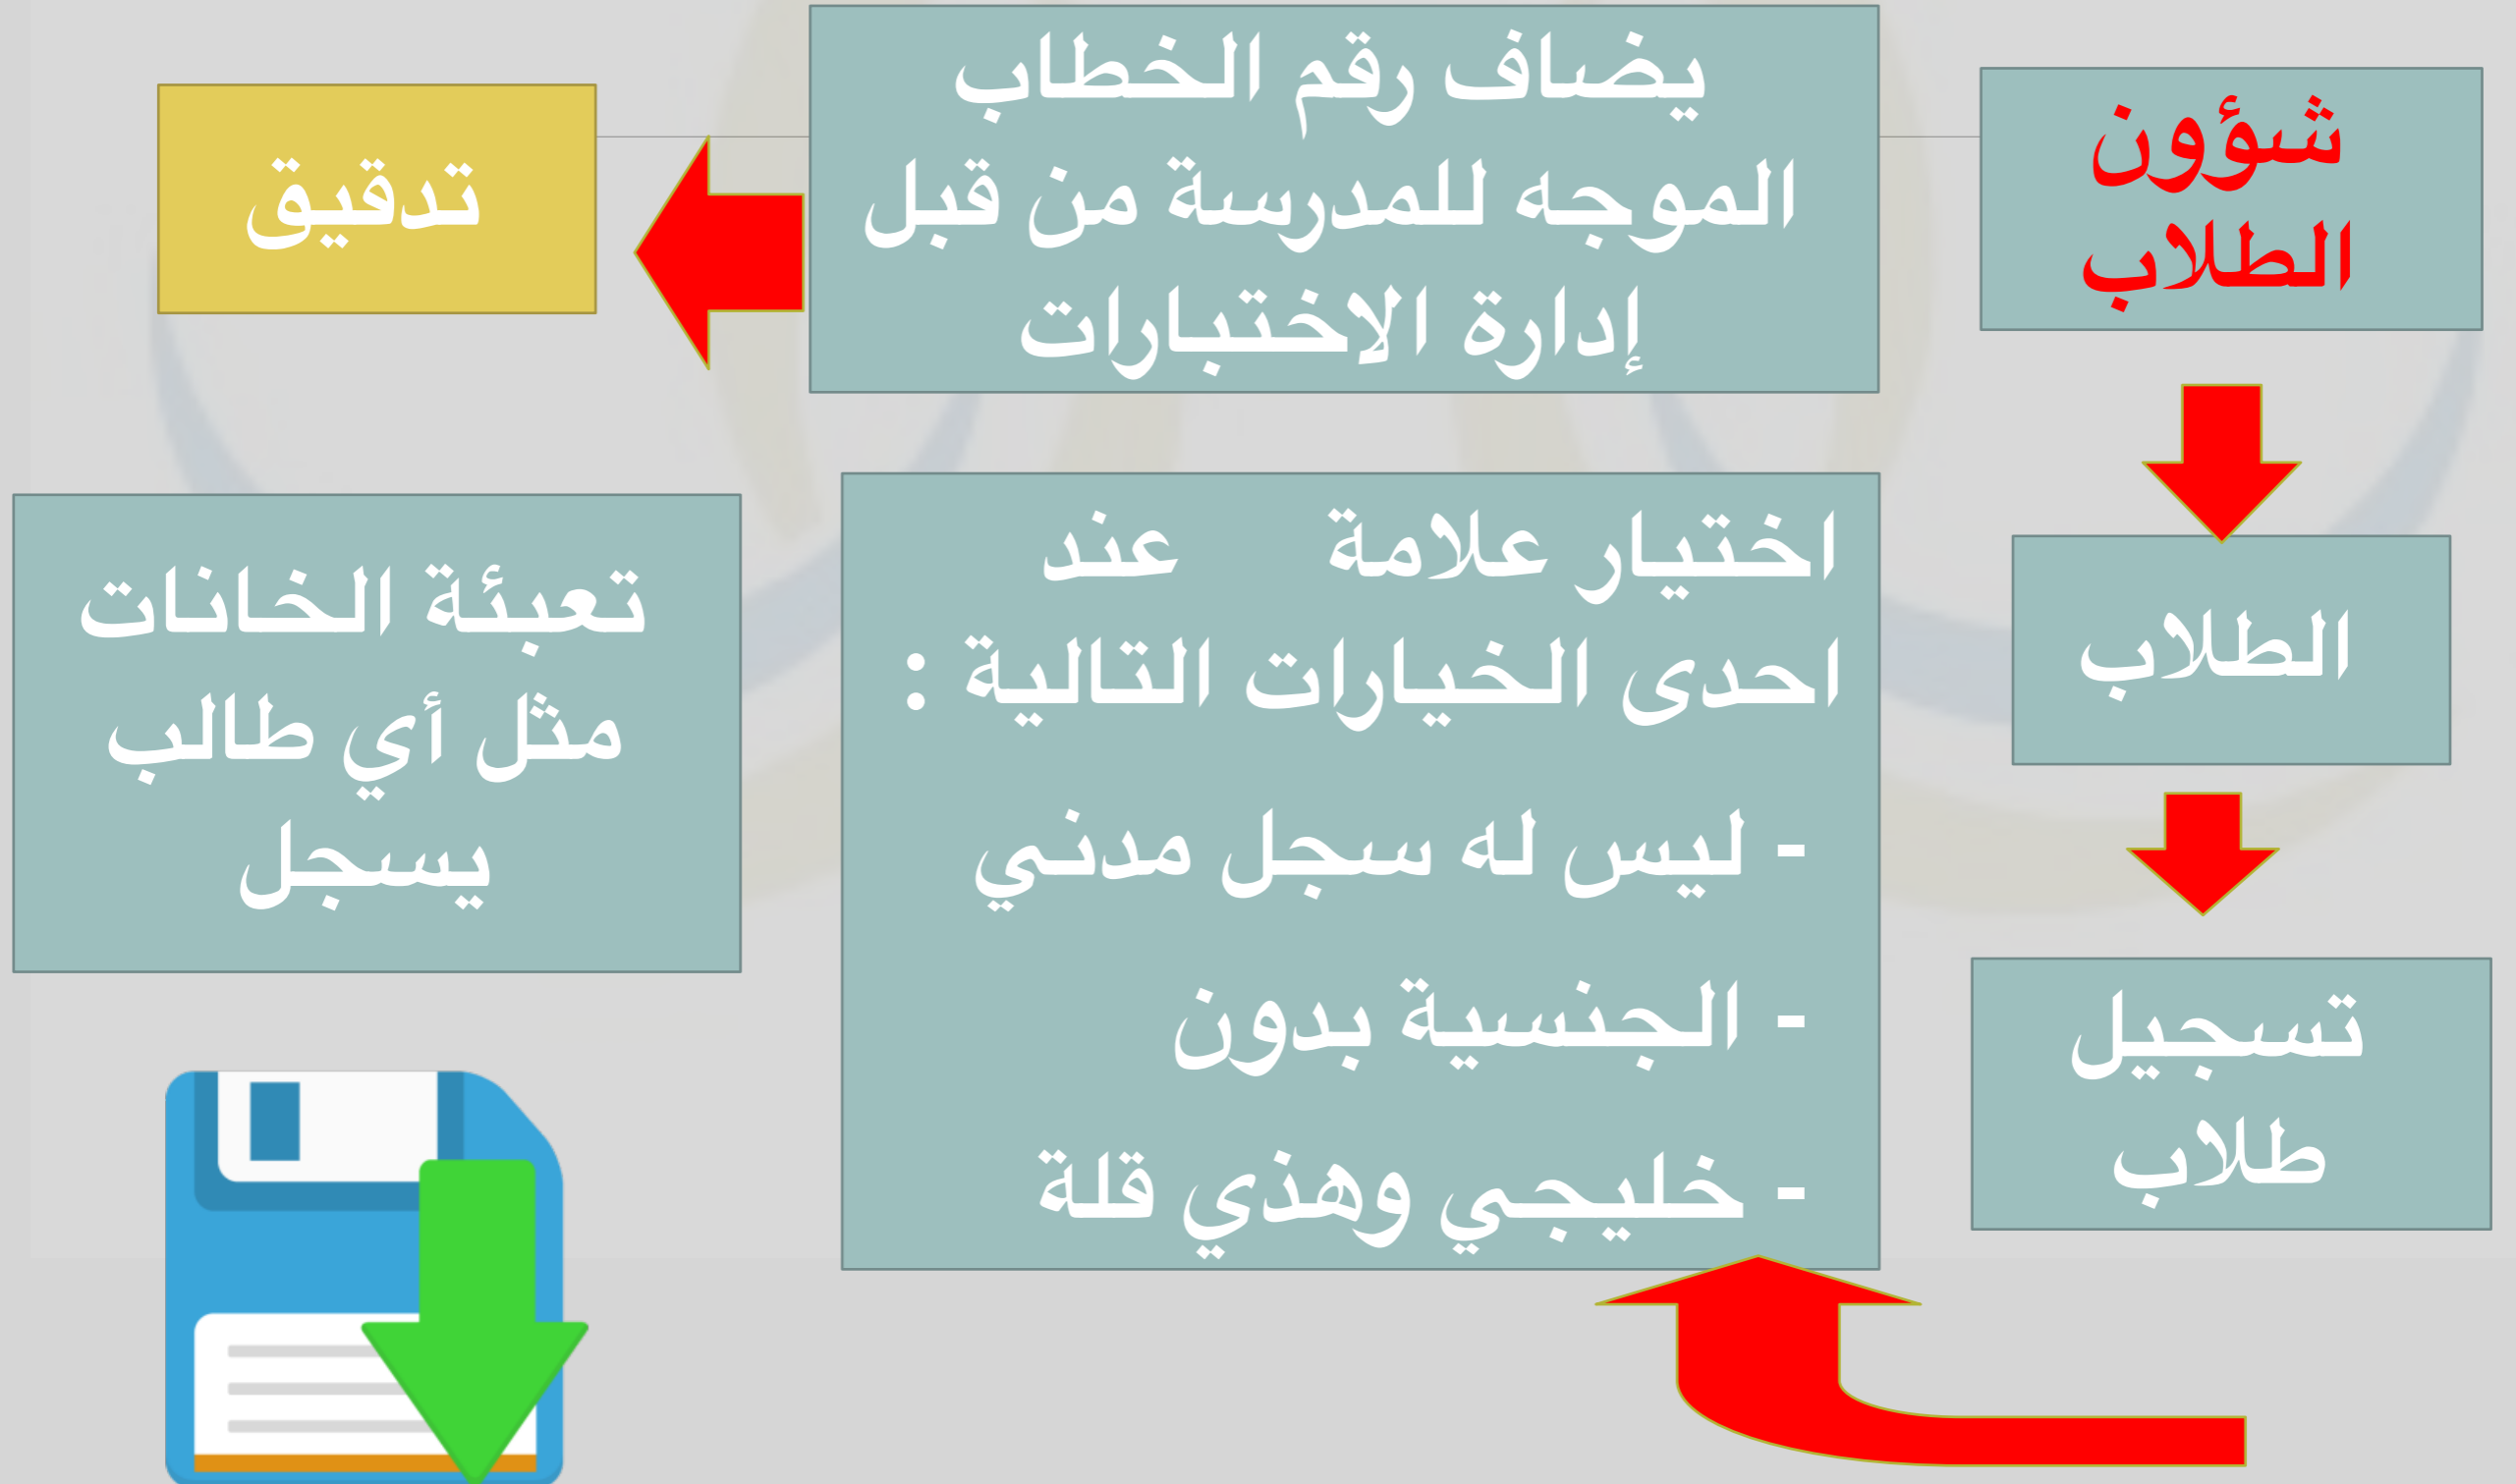 شؤون
الطلاب
الطلاب
تسجيل
طلاب
اختيار علامة عند
احدى الخيارات التالية :
- ليس له سجل مدني
- الجنسية بدون
- خليجي وهذي قلة
يضاف رقم الخطاب
الموجه للمدرسة من قبل
إدارة الإختبارات
تدقيق
تعبئة الخانات
مثل أي طالب
يسجل